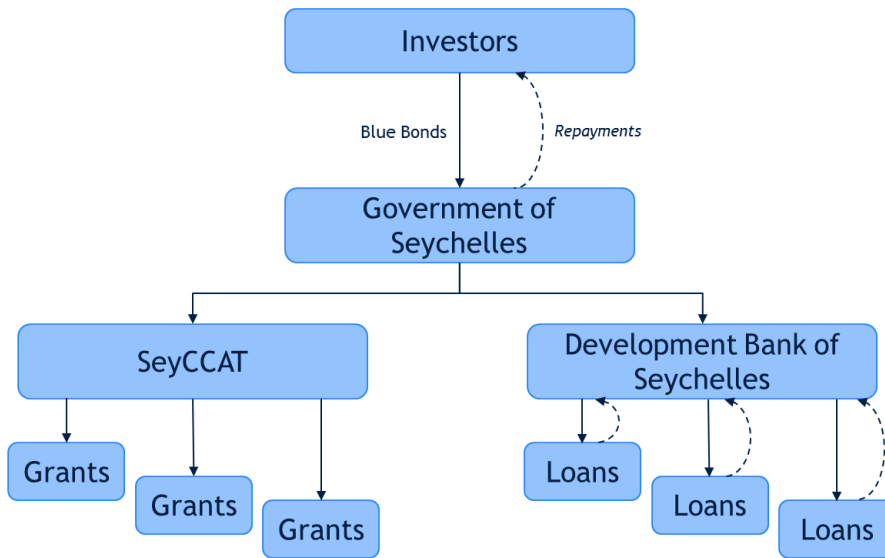 Investors
Blue Bonds
Repayments
Government of
Seychelles
SeyCCAT
Development Bank of
Seychelles
Grants
Grants
Grants
Loans
Loans
Loans